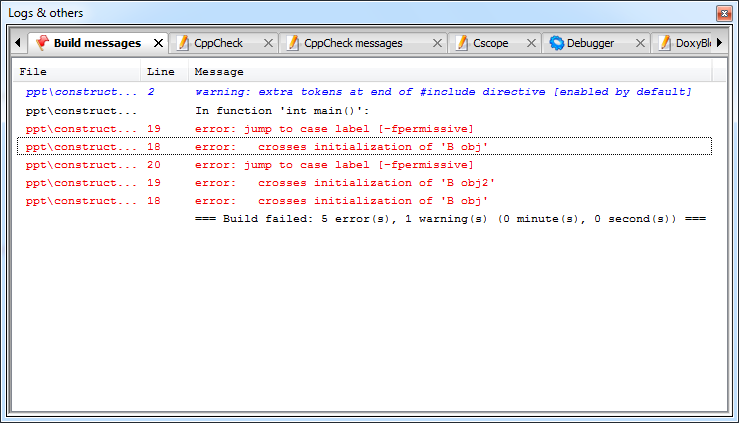 Logs & others
Build messages CppCheck CppCheck messages Cscope Debugger DoxyBl
File Line Message
ppt\construct... 2 warning: extra tokens at end of #include directive [enabled by default]
ppt\construct... In function 'int main()':
ppt\construct... 19 error: jump to case label [-fpermissive]
ppt\construct... 18 error:   crosses initialization of 'B obj'
ppt\construct... 20 error: jump to case label [-fpermissive]
ppt\construct... 19 error:   crosses initialization of 'B obj2'
ppt\construct... 18 error:   crosses initialization of 'B obj'
=== Build failed: 5 error(s), 1 warning(s) (0 minute(s), 0 second(s)) ===